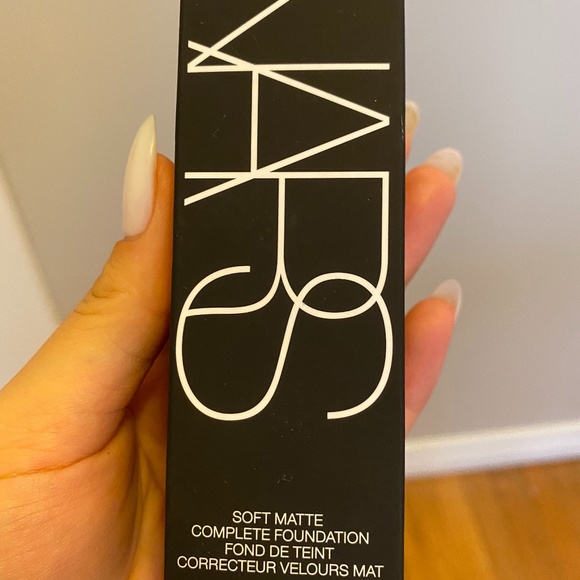 NARS
SOFT MATTE
COMPLETE FOUNDATION
FOND DE TEINT
CORRECTEUR VELOURS MAT